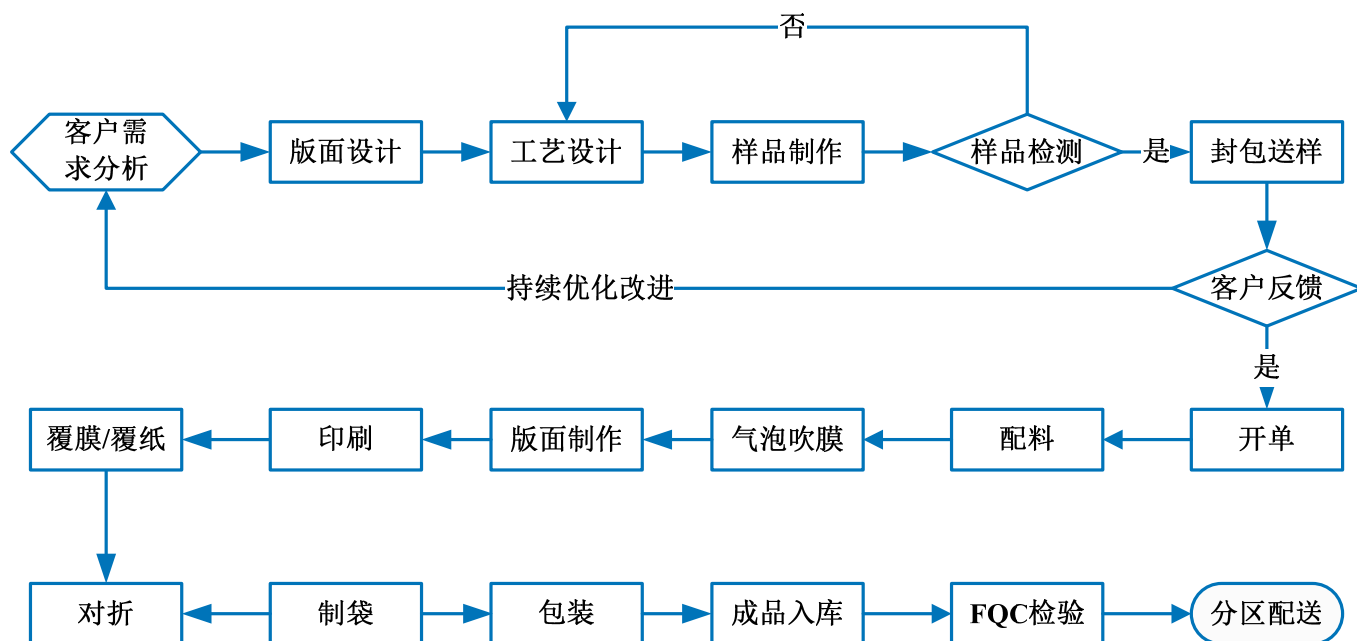 否
客户需
求分析
版面设计
工艺设计
样品制作
样品检测
是
封包送样
持续优化改进
客户反馈
是
覆膜/覆纸
印刷
版面制作
气泡吹膜
配料
开单
对折
制袋
包装
成品入库
FQC检验
分区配送